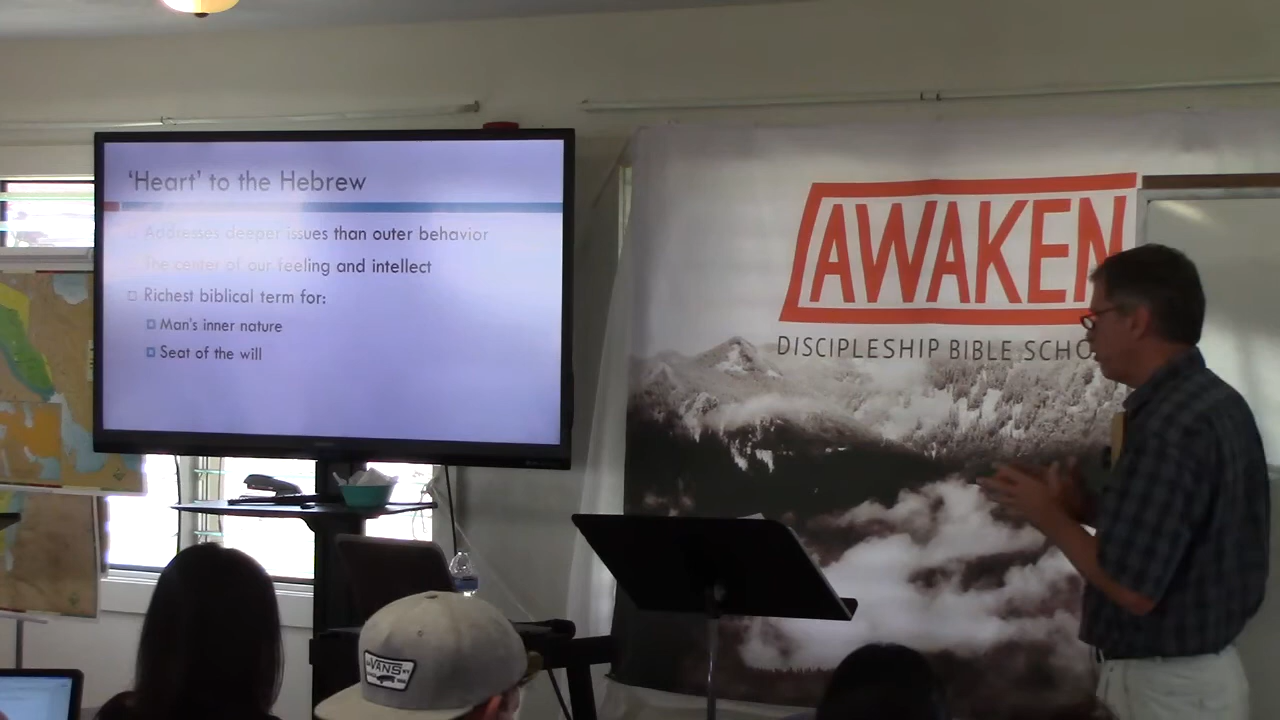 'Heart' to the Hebrew
Addresses deeper issues than outer behavior
The center of our feeling and intellect
Richest biblical term for:
Man's inner nature
Seat of the will
AWAKEN
DISCIPLESHIP BIBLE SCHO
VANS